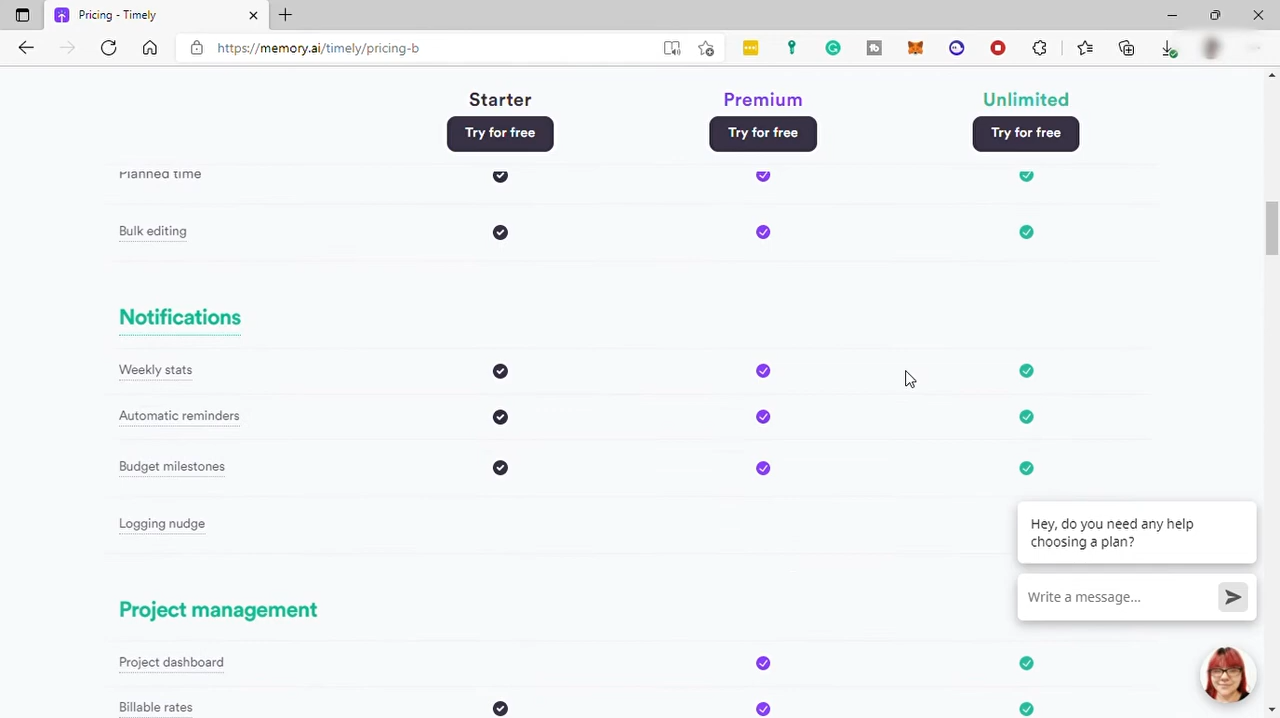 Pricing - Timely
https://memory.ai/timely/pricing-b
Starter
Premium
Unlimited
Try for free
Try for free
Try for free
Planned time
Bulk editing
Notifications
Weekly stats
Automatic reminders
Budget milestones
Logging nudge
Hey, do you need any help
choosing a plan?
Write a message...
Project management
Project dashboard
Billable rates